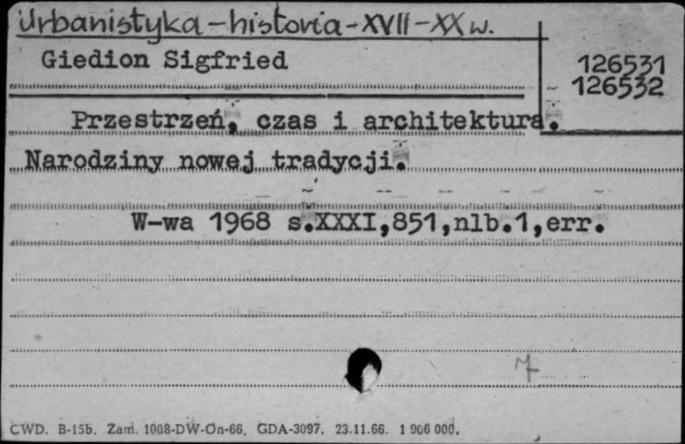 Urbanistyka-historia-XVII-XX w.
Giedion Sigfried
126531
126532
Przestrzeń, czas i architektura.
Narodziny nowej tradycji.
W-wa 1968 s.XXXI,851,nlb.1,err.
7
CWD. B-15b. Zam. 1008-DW-On-66. GDA-3097. 23.11.66. 1 906 000.